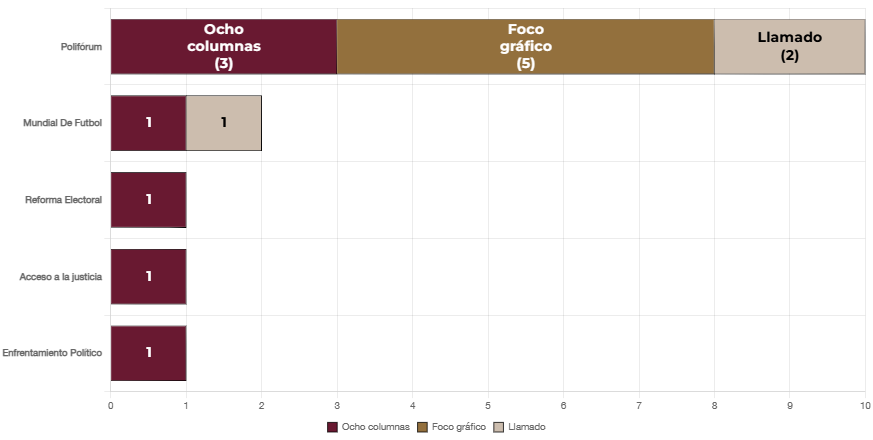 Polifórum
Ocho
columnas
(3)
Foco
gráfico
(5)
Llamado
(2)
Mundial De Futbol
1
1
Reforma Electoral
1
Acceso a la justicia
1
Enfrentamiento Político
1
0 1 2 3 4 5 6 7 8 9 10
Ocho columnas Foco gráfico Llamado